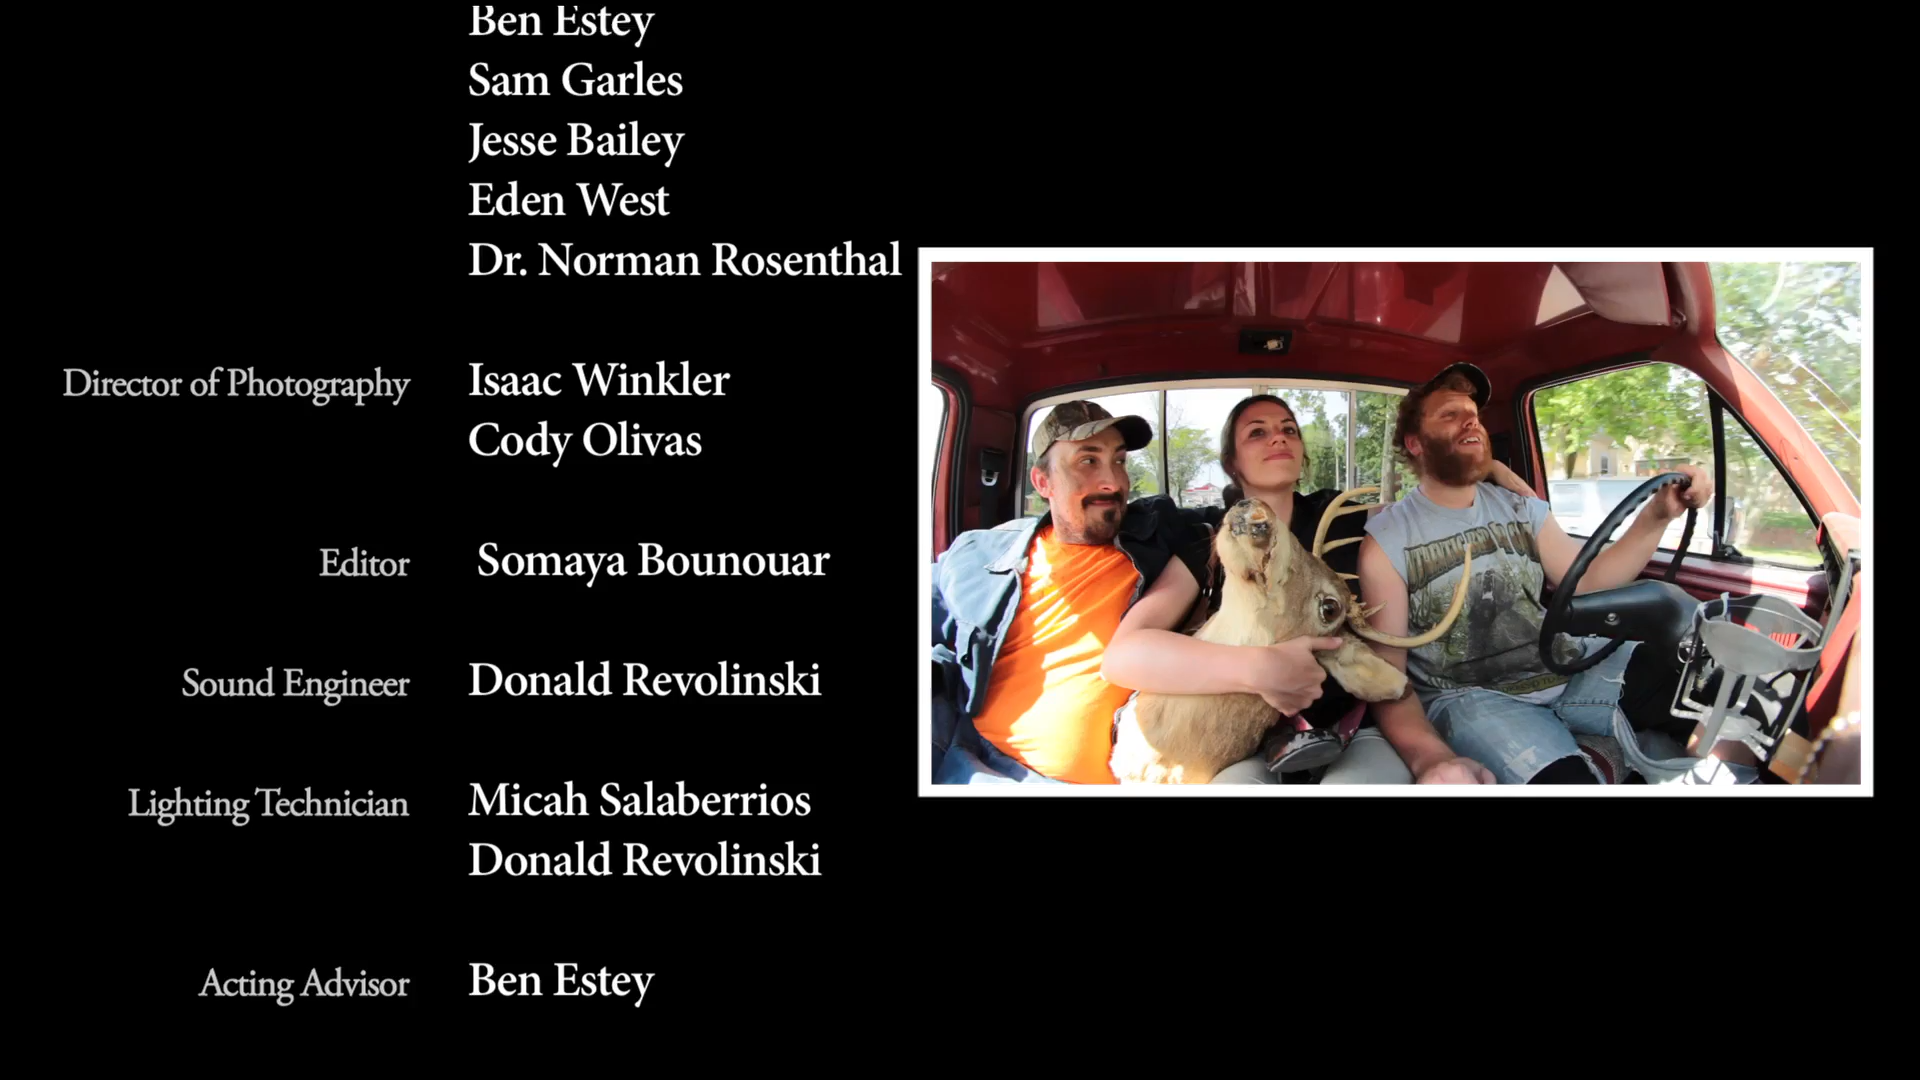 Ben Estey
Sam Garles
Jesse Bailey
Eden West
Dr. Norman Rosenthal
Director of Photography Isaac Winkler
Cody Olivas
Editor Somaya Bounouar
Sound Engineer Donald Revolinski
Lighting Technician Micah Salaberrios
Donald Revolinski
Acting Advisor Ben Estey